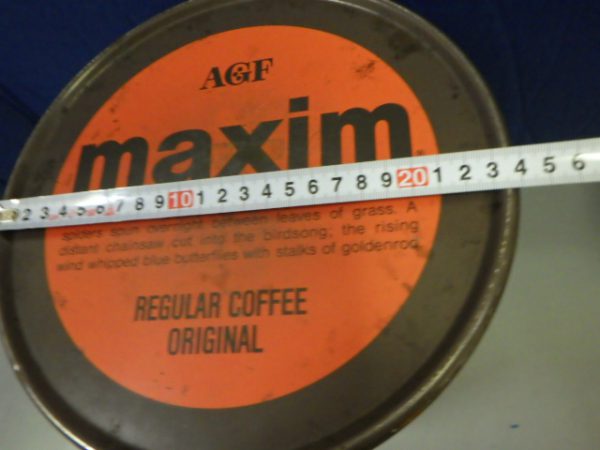 AGF
maxim
2 3 4 5 6 7 8 9 10 1 2 3 4 5 6 7 8 9 20 1 2 3 4 5 6
spiders spun overnight between leaves of grass. A
distant chainsaw cut into the birdsong; the rising
wind whipped blue butterflies with stalks of goldenrod
REGULAR COFFEE
ORIGINAL